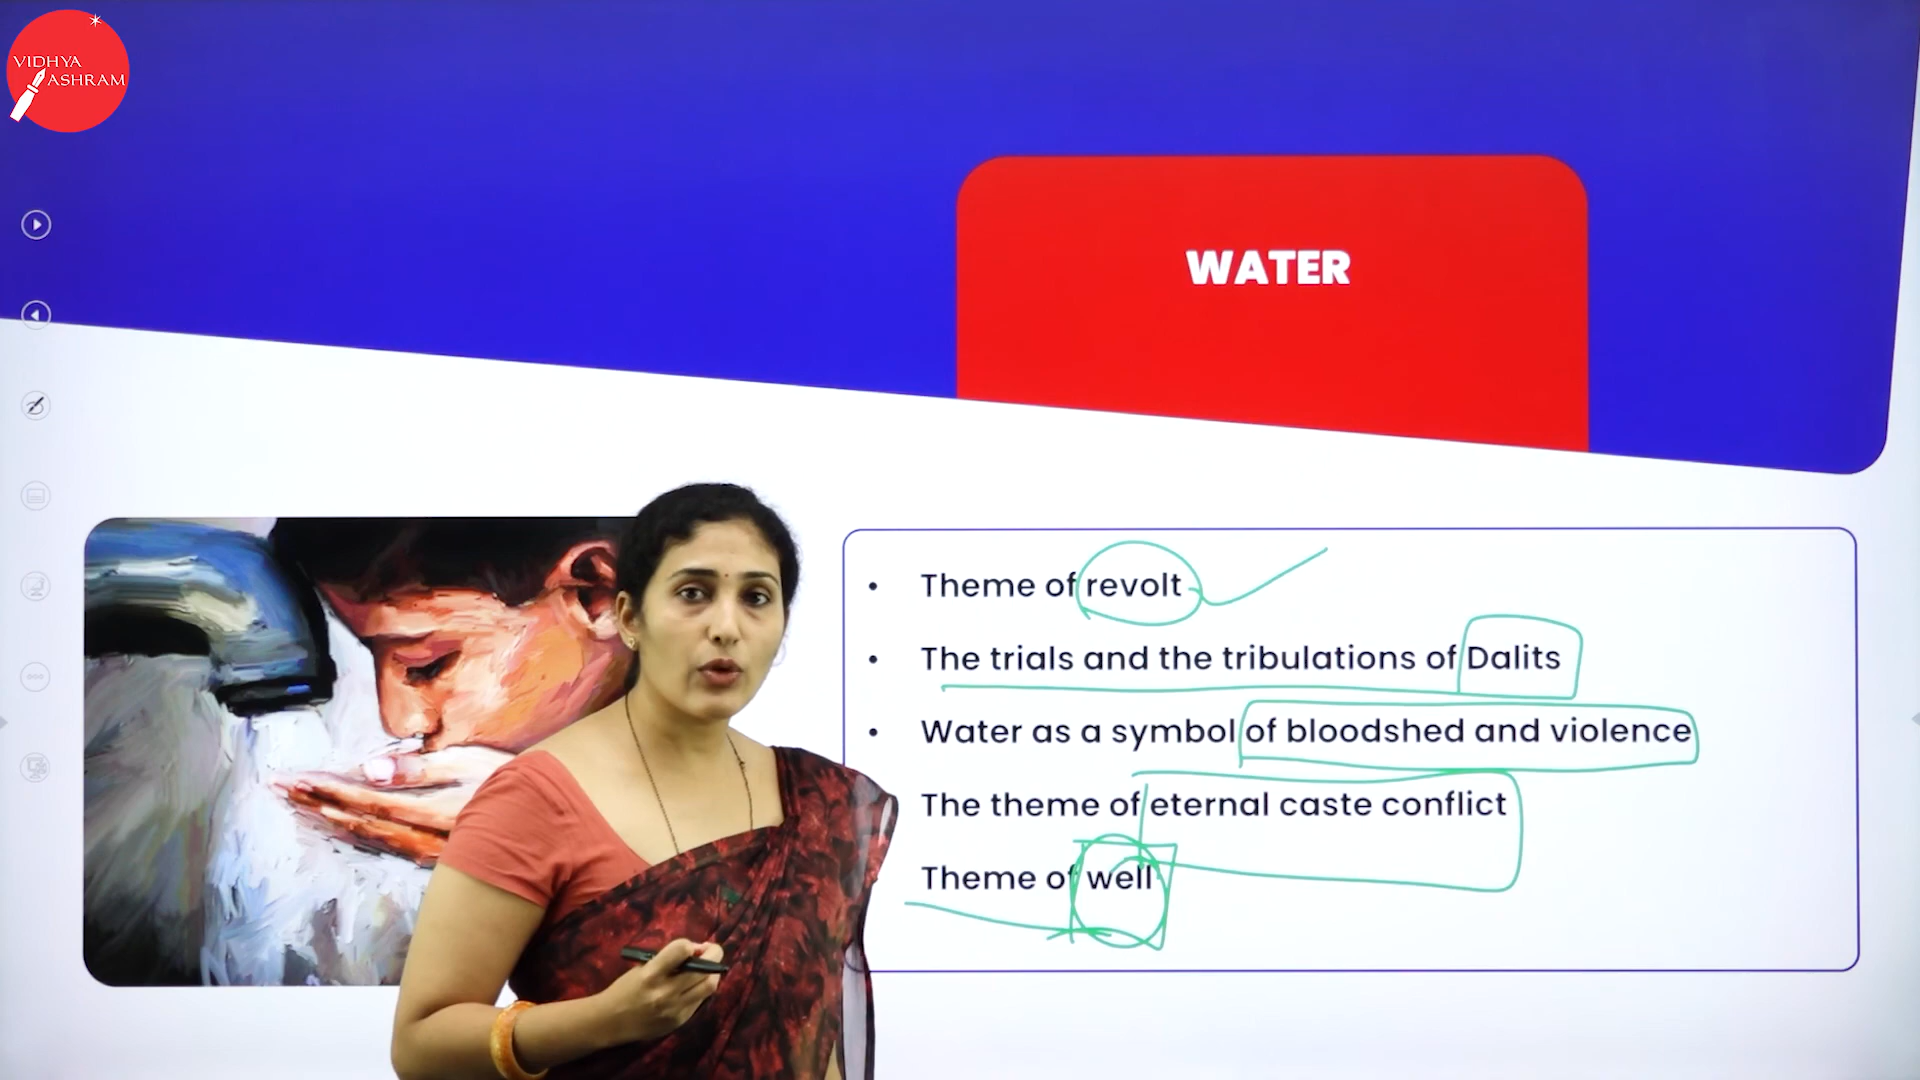 VIDHYA
ASHRAM
WATER
• Theme of revolt
• The trials and the tribulations of Dalits
• Water as a symbol of bloodshed and violence
The theme of eternal caste conflict
Theme of well